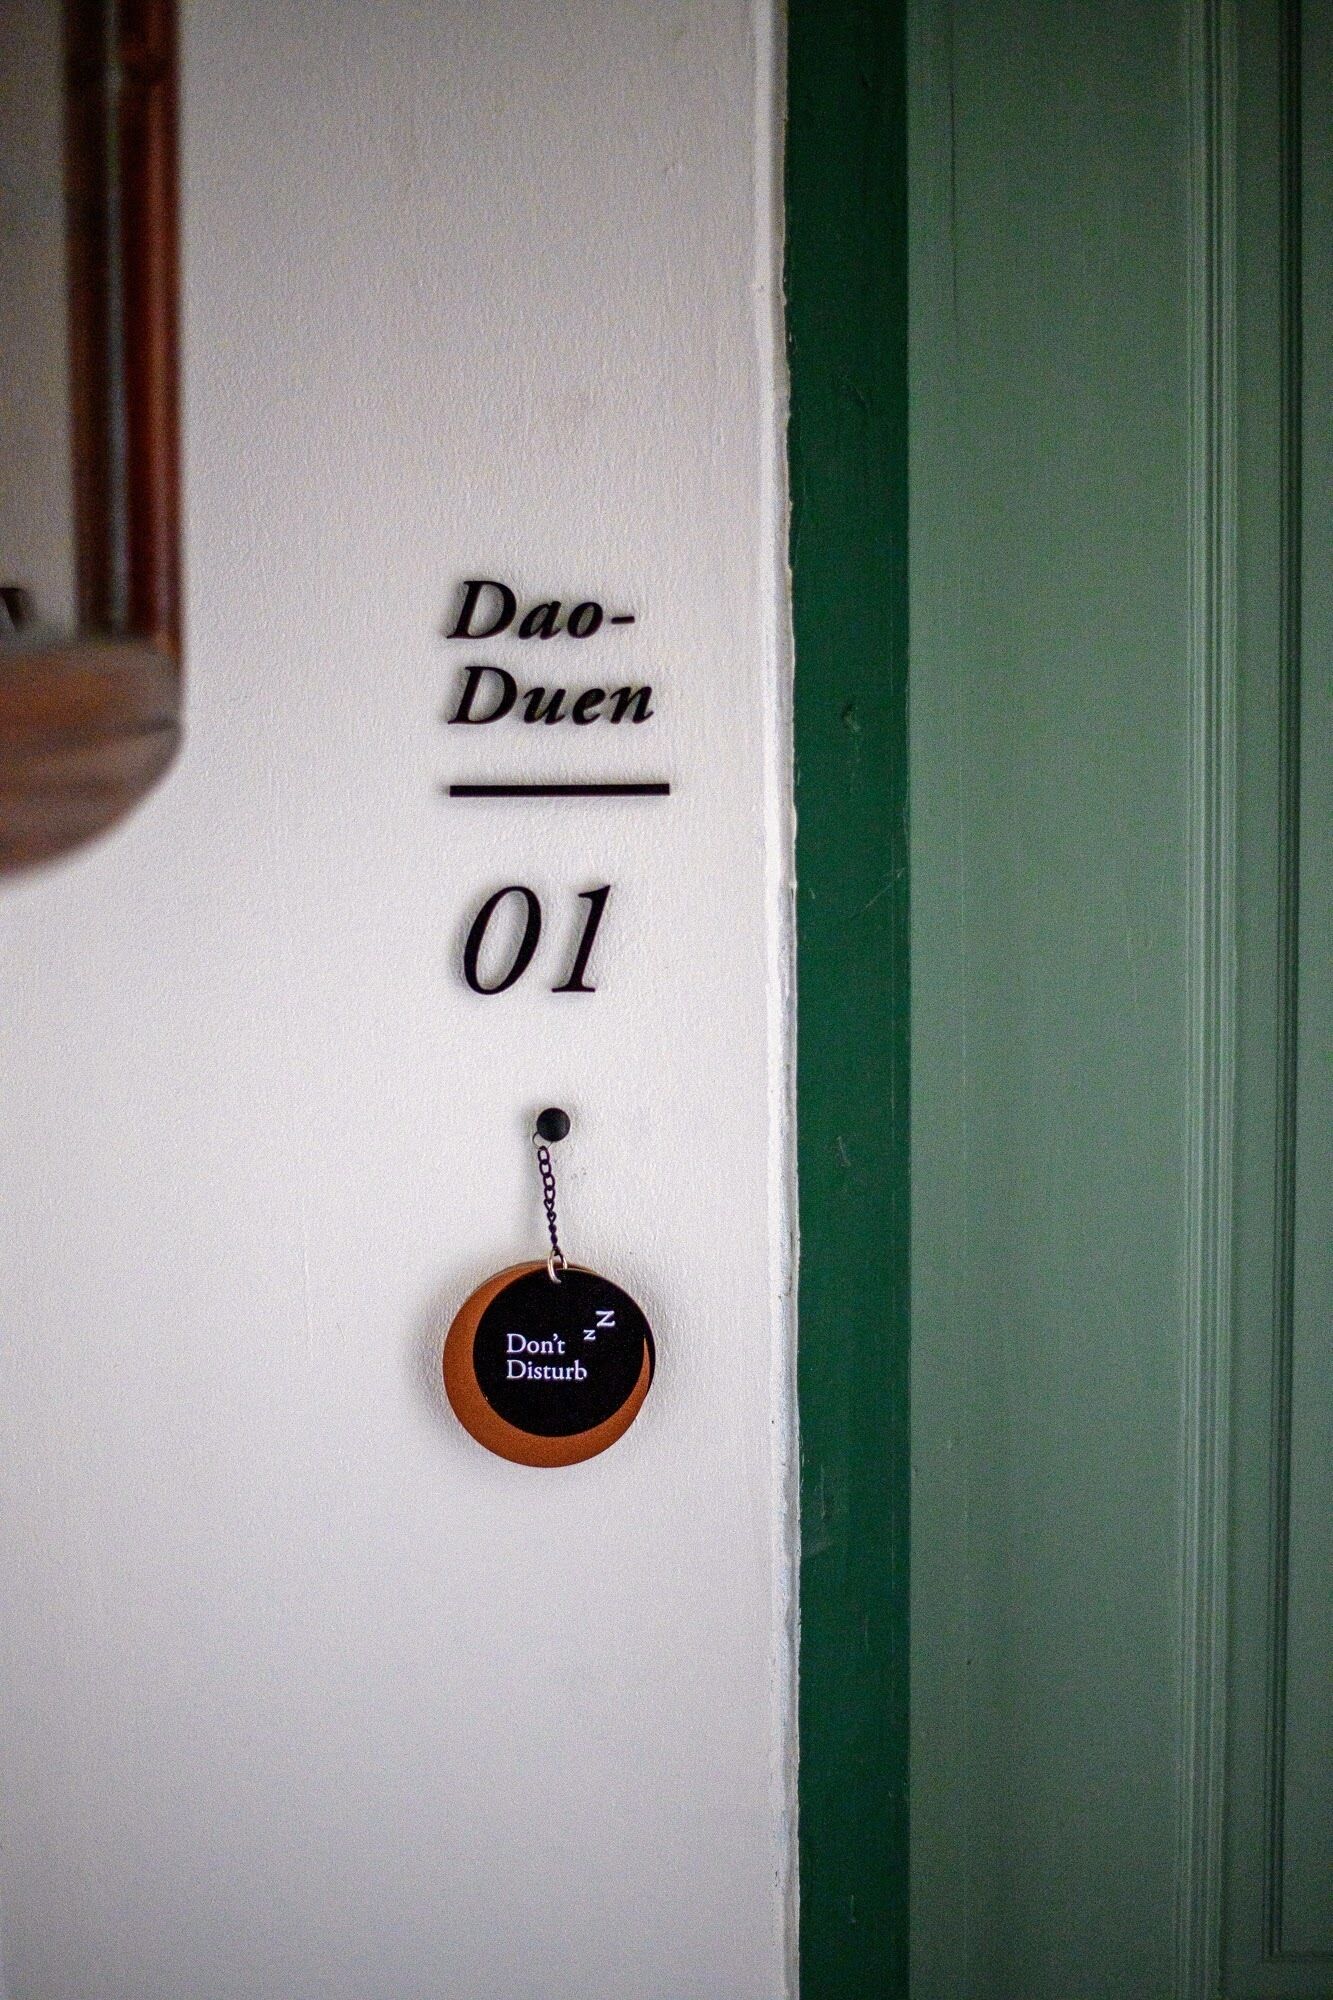 Dao-
Duen
01
Don't
Disturb
z
z